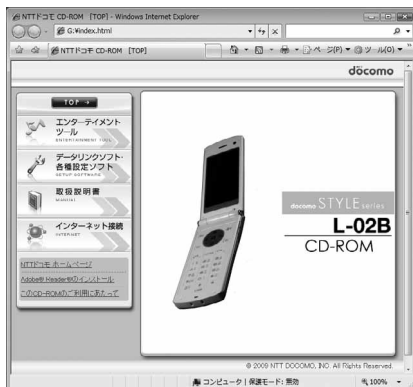 NTTドコモ CD-ROM [TOP] - Windows Internet Explorer
G:¥index.html
NTTドコモ CD-ROM [TOP]
ページ(P) ツール(O)
döcomo
TOP
エンターテイメント
ツール
ENTERTAINMENT TOOL
データリンクソフト・
各種設定ソフト
SETUP SOFTWARE
取扱説明書
MANUAL
インターネット接続
INTERNET
NTTドコモ ホームページ
Adobe® Reader®のインストール
このCD-ROMのご利用にあたって
docomo STYLE series
L-02B
CD-ROM
© 2009 NTT DOCOMO, INC. All Rights Reserved.
コンピュータ | 保護モード: 無効
100%